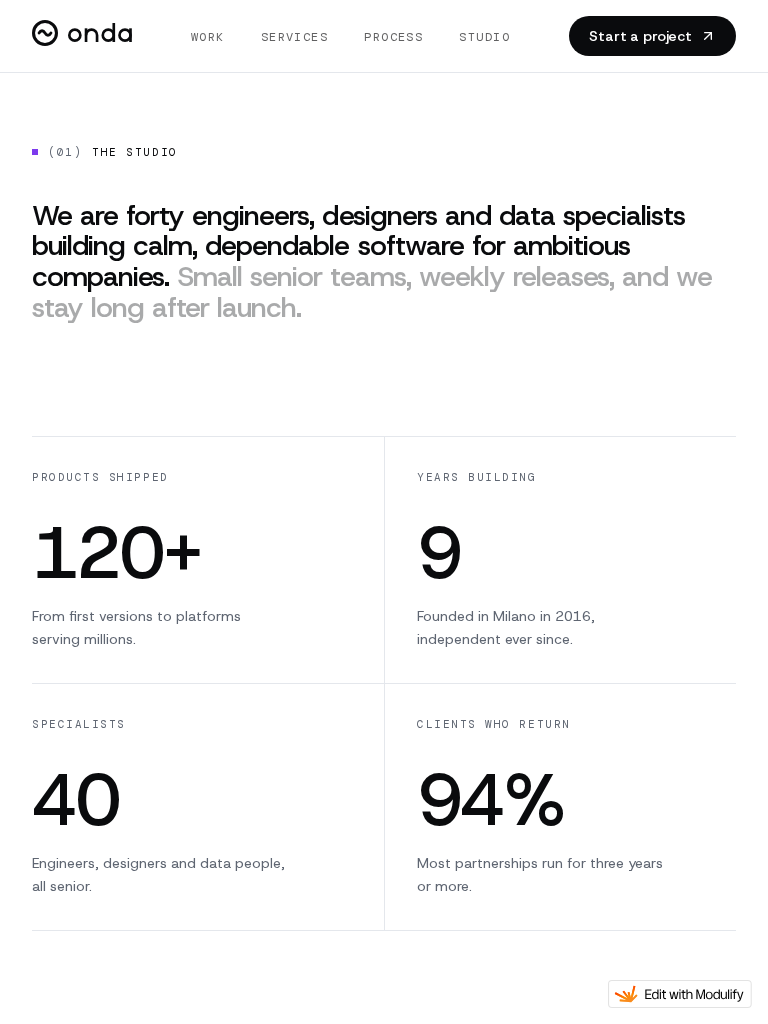 onda
WORK
SERVICES
PROCESS
STUDIO
Start a project
(01) THE STUDIO
We are forty engineers, designers and data specialists
building calm, dependable software for ambitious
companies. Small senior teams, weekly releases, and we
stay long after launch.
PRODUCTS SHIPPED
120+
From first versions to platforms
serving millions.
YEARS BUILDING
9
Founded in Milano in 2016,
independent ever since.
SPECIALISTS
40
Engineers, designers and data people,
all senior.
CLIENTS WHO RETURN
94%
Most partnerships run for three years
or more.
Edit with Modulify